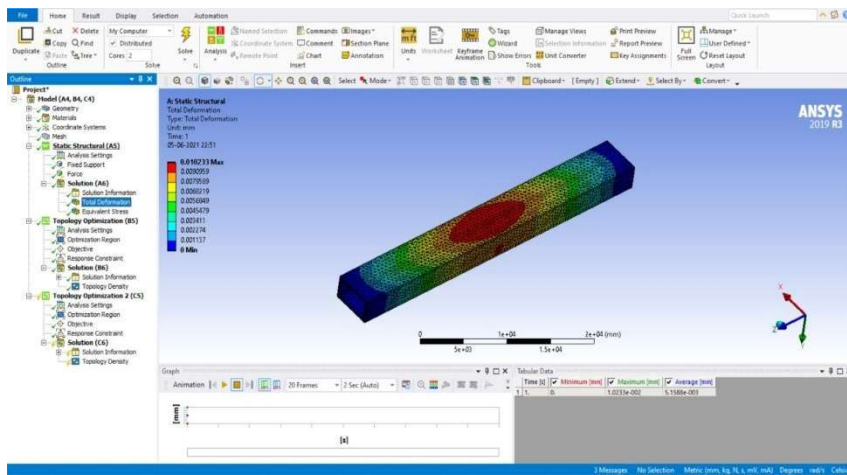 File Home Result Display Selection Automation Quick Launch
Cut Delete My Computer Named Selection Commands Images Tags Manage Views Print Preview Manage
Duplicate Copy Find Distributed Solve Analysis Coordinate System Comment Section Plane Units Worksheet Keyframe Animation Wizard Selection Information Report Preview Full Screen User Defined
Paste Tree Cores 2 Remote Point Chart Annotation Show Errors Unit Converter Key Assignments Reset Layout
Outline Solve Insert Tools Layout
Outline Select Mode Clipboard [Empty] Extend Select By Convert
Project*
Model (A4, B4, C4)
Geometry
Materials
Coordinate Systems
Mesh
Static Structural (A5)
Analysis Settings
Fixed Support
Force
Solution (A6)
Solution Information
Total Deformation
Equivalent Stress
Topology Optimization (B5)
Analysis Settings
Optimization Region
Objective
Response Constraint
Solution (B6)
Solution Information
Topology Density
Topology Optimization 2 (C5)
Analysis Settings
Optimization Region
Objective
Response Constraint
Solution (C6)
Solution Information
Topology Density
A: Static Structural
Total Deformation
Type: Total Deformation
Unit: mm
Time: 1
05-06-2021 22:51
0.010233 Max
0.0090959
0.0079589
0.0068219
0.0056849
0.0045479
0.003411
0.002274
0.001137
0 Min
ANSYS
2019 R3
X
Y
Z
0 1e+04 2e+04 (mm)
5e+03 1.5e+04
Graph
Animation 20 Frames 2 Sec (Auto)
[mm]
[s]
Tabular Data
Time [s] Minimum [mm] Maximum [mm] Average [mm]
1 1. 0. 1.0233e-002 5.1568e-003
3 Messages No Selection Metric (mm, kg, N, s, mV, mA) Degrees rad/s